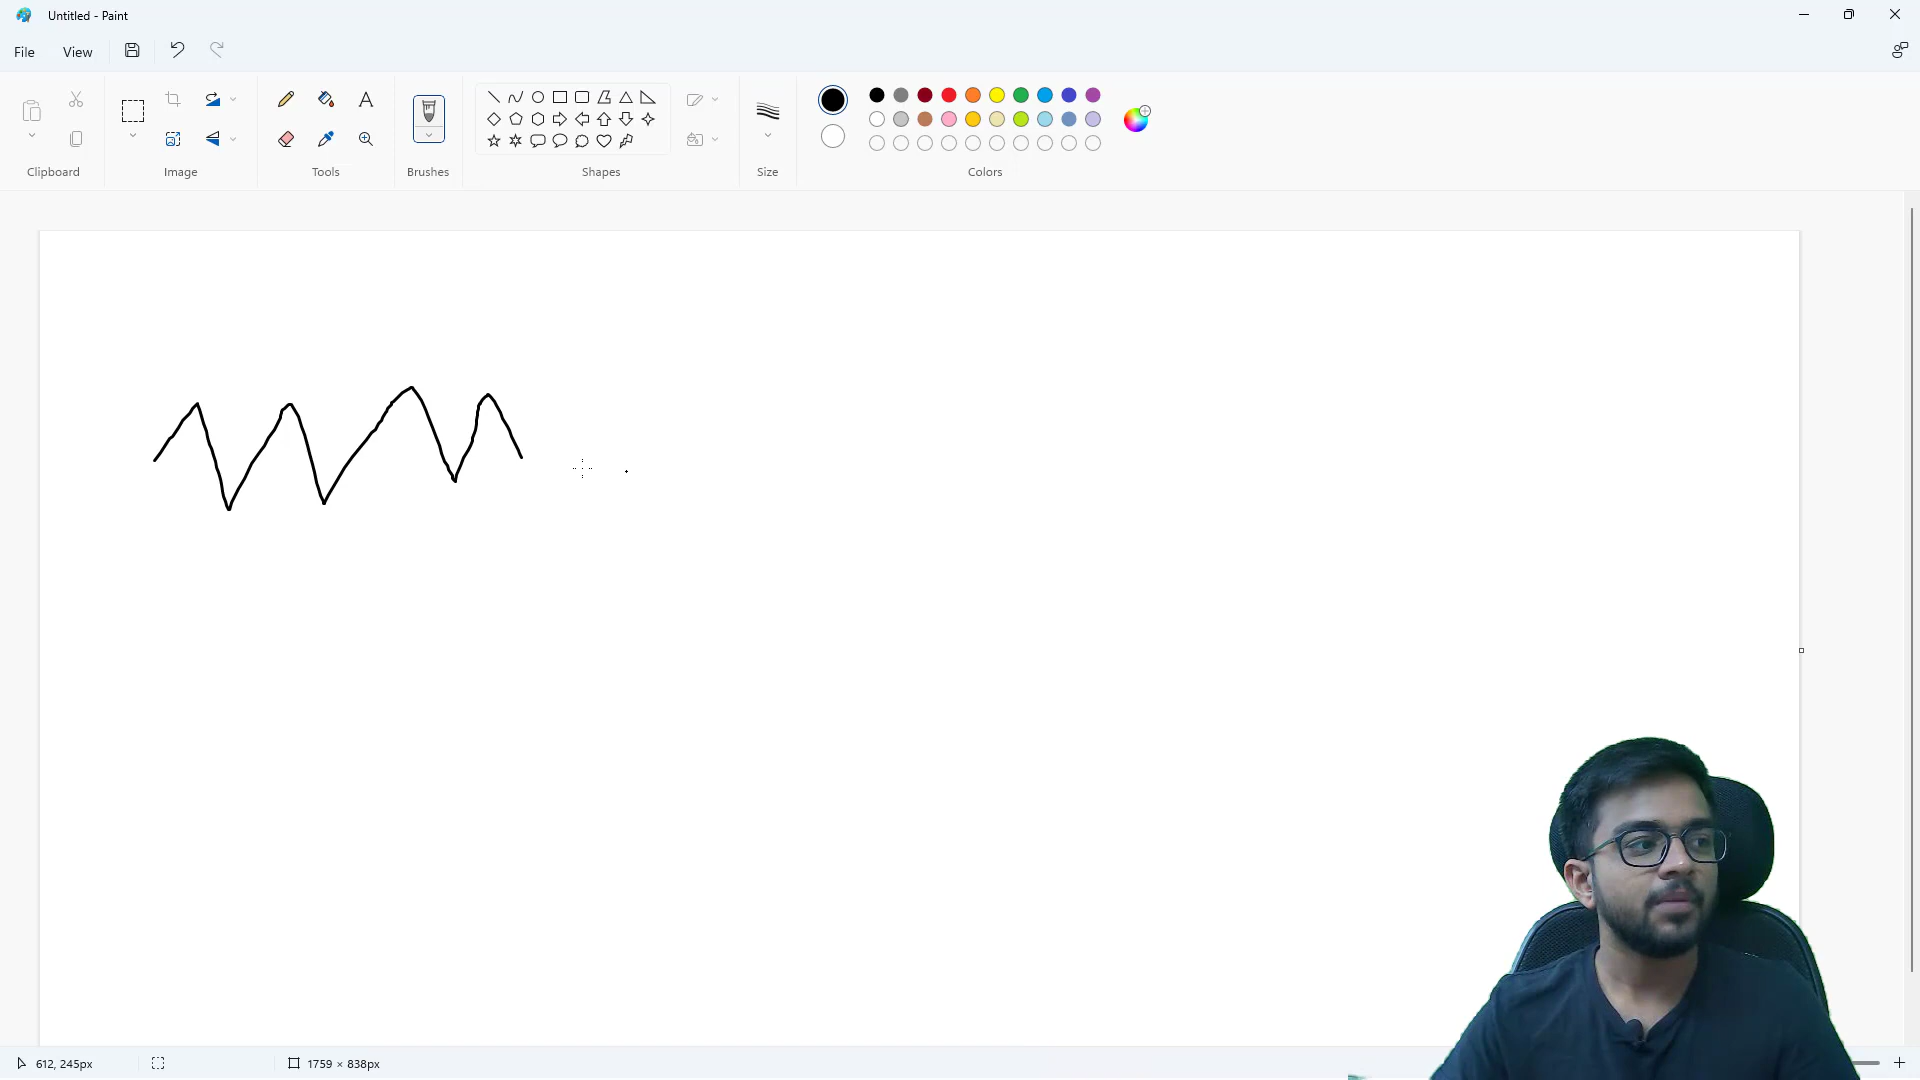 Untitled - Paint
File View
Clipboard
Image
Tools
Brushes
Shapes
Size
Colors
612, 245px
1759 × 838px